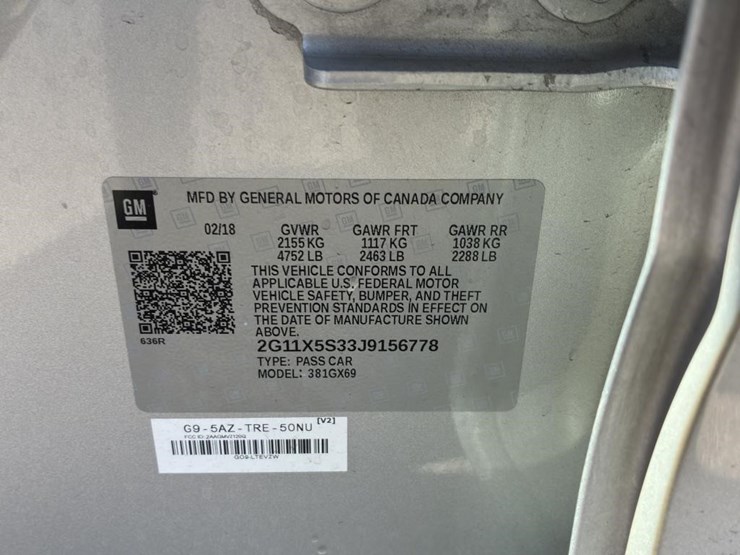 GM
MFD BY GENERAL MOTORS OF CANADA COMPANY
02/18 GVWR GAWR FRT GAWR RR
2155 KG 1117 KG 1038 KG
4752 LB 2463 LB 2288 LB
THIS VEHICLE CONFORMS TO ALL
APPLICABLE U.S. FEDERAL MOTOR
VEHICLE SAFETY, BUMPER, AND THEFT
PREVENTION STANDARDS IN EFFECT ON
THE DATE OF MANUFACTURE SHOWN
ABOVE.
636R
2G11X5S33J9156778
TYPE: PASS CAR
MODEL: 381GX69
G9-5AZ-TRE-50NU [V2]
FCC ID: